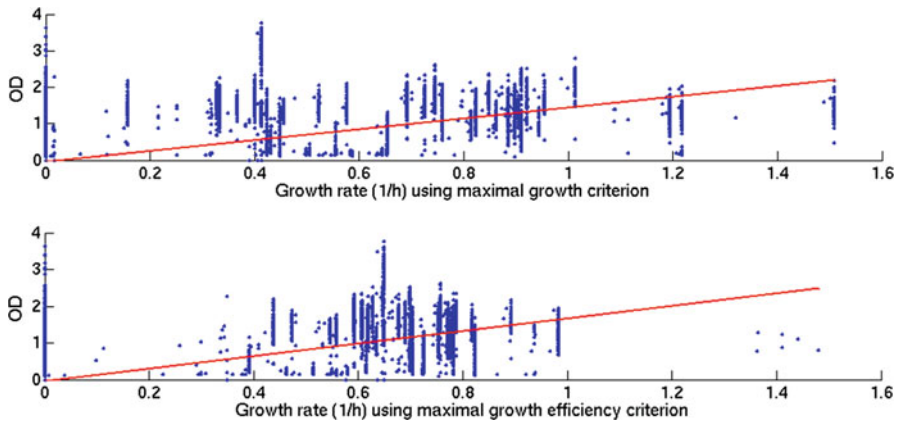 4
3
2
1
0
OD
0 0.2 0.4 0.6 0.8 1 1.2 1.4 1.6
Growth rate (1/h) using maximal growth criterion
4
3
2
1
0
OD
0 0.2 0.4 0.6 0.8 1 1.2 1.4 1.6
Growth rate (1/h) using maximal growth efficiency criterion